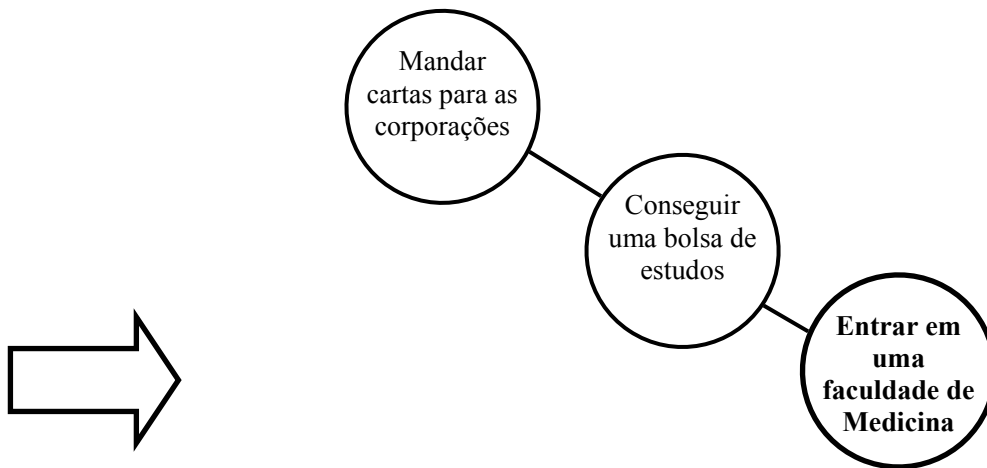 Mandar
cartas para as
corporações
Conseguir
uma bolsa de
estudos
Entrar em
uma
faculdade de
Medicina